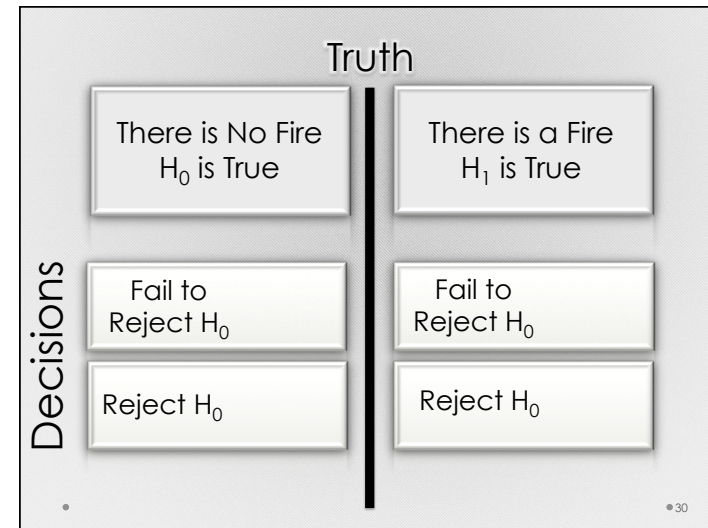 Truth
There is No Fire
H₀ is True
There is a Fire
H₁ is True
Decisions
Fail to
Reject H₀
Fail to
Reject H₀
Reject H₀
Reject H₀
30